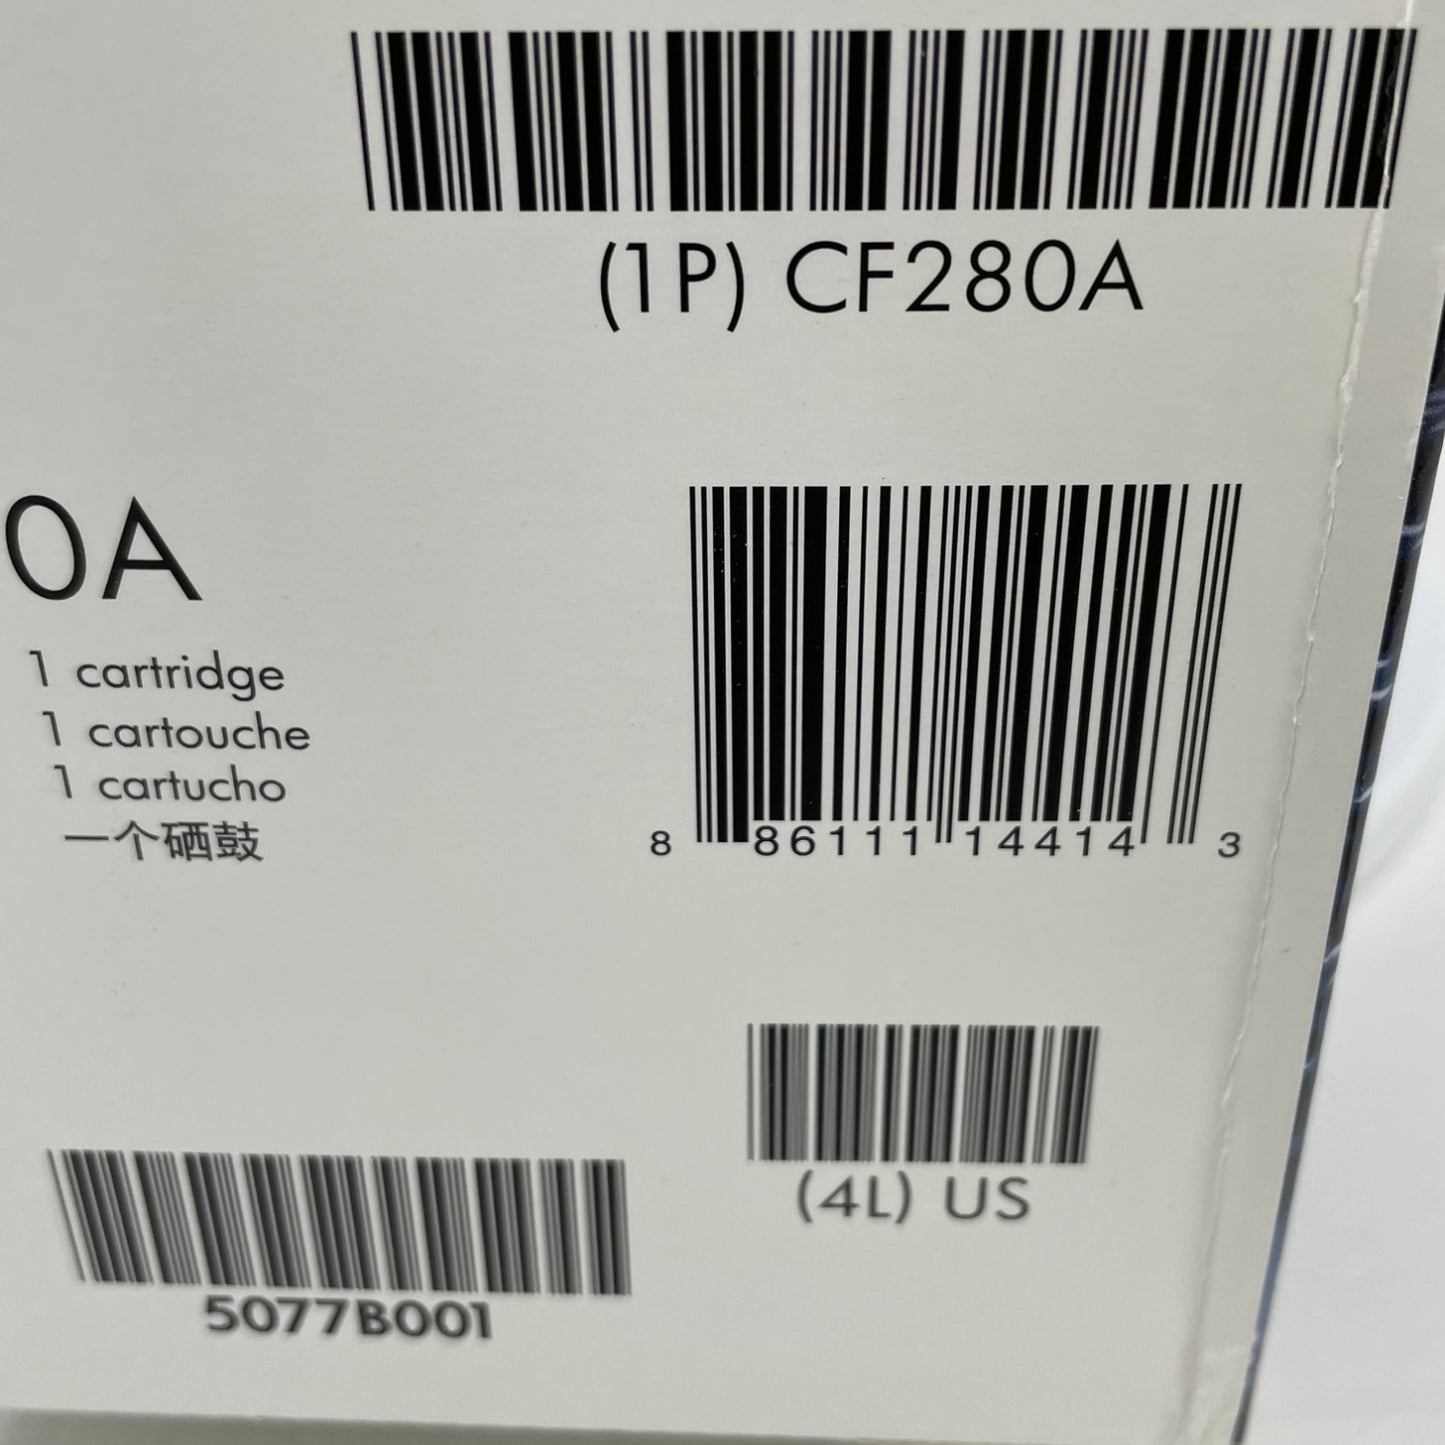 (1P) CF280A
0A
1 cartridge
1 cartouche
1 cartucho
一个硒鼓
8 86111 14414 3
(4L) US
5077B001